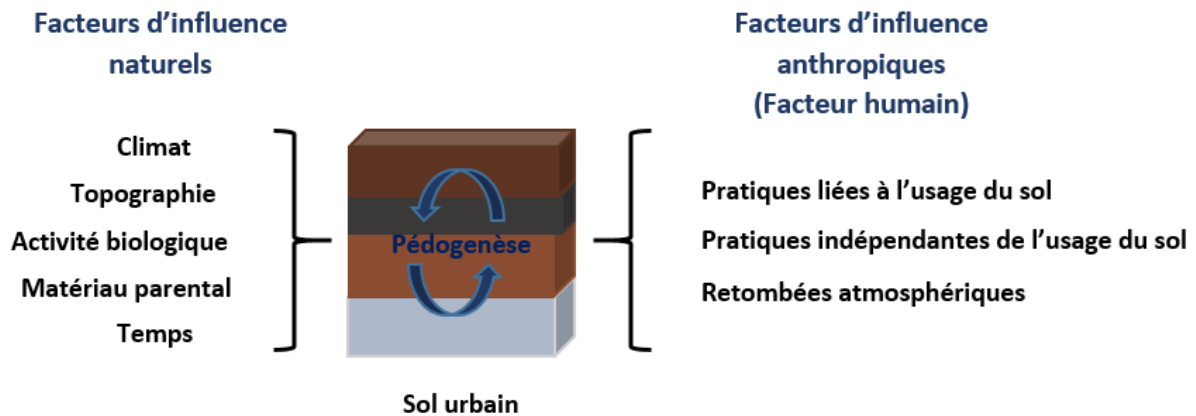 Facteurs d’influence
naturels
Climat
Topographie
Activité biologique
Matériau parental
Temps
Pédogenèse
Sol urbain
Facteurs d’influence
anthropiques
(Facteur humain)
Pratiques liées à l’usage du sol
Pratiques indépendantes de l’usage du sol
Retombées atmosphériques